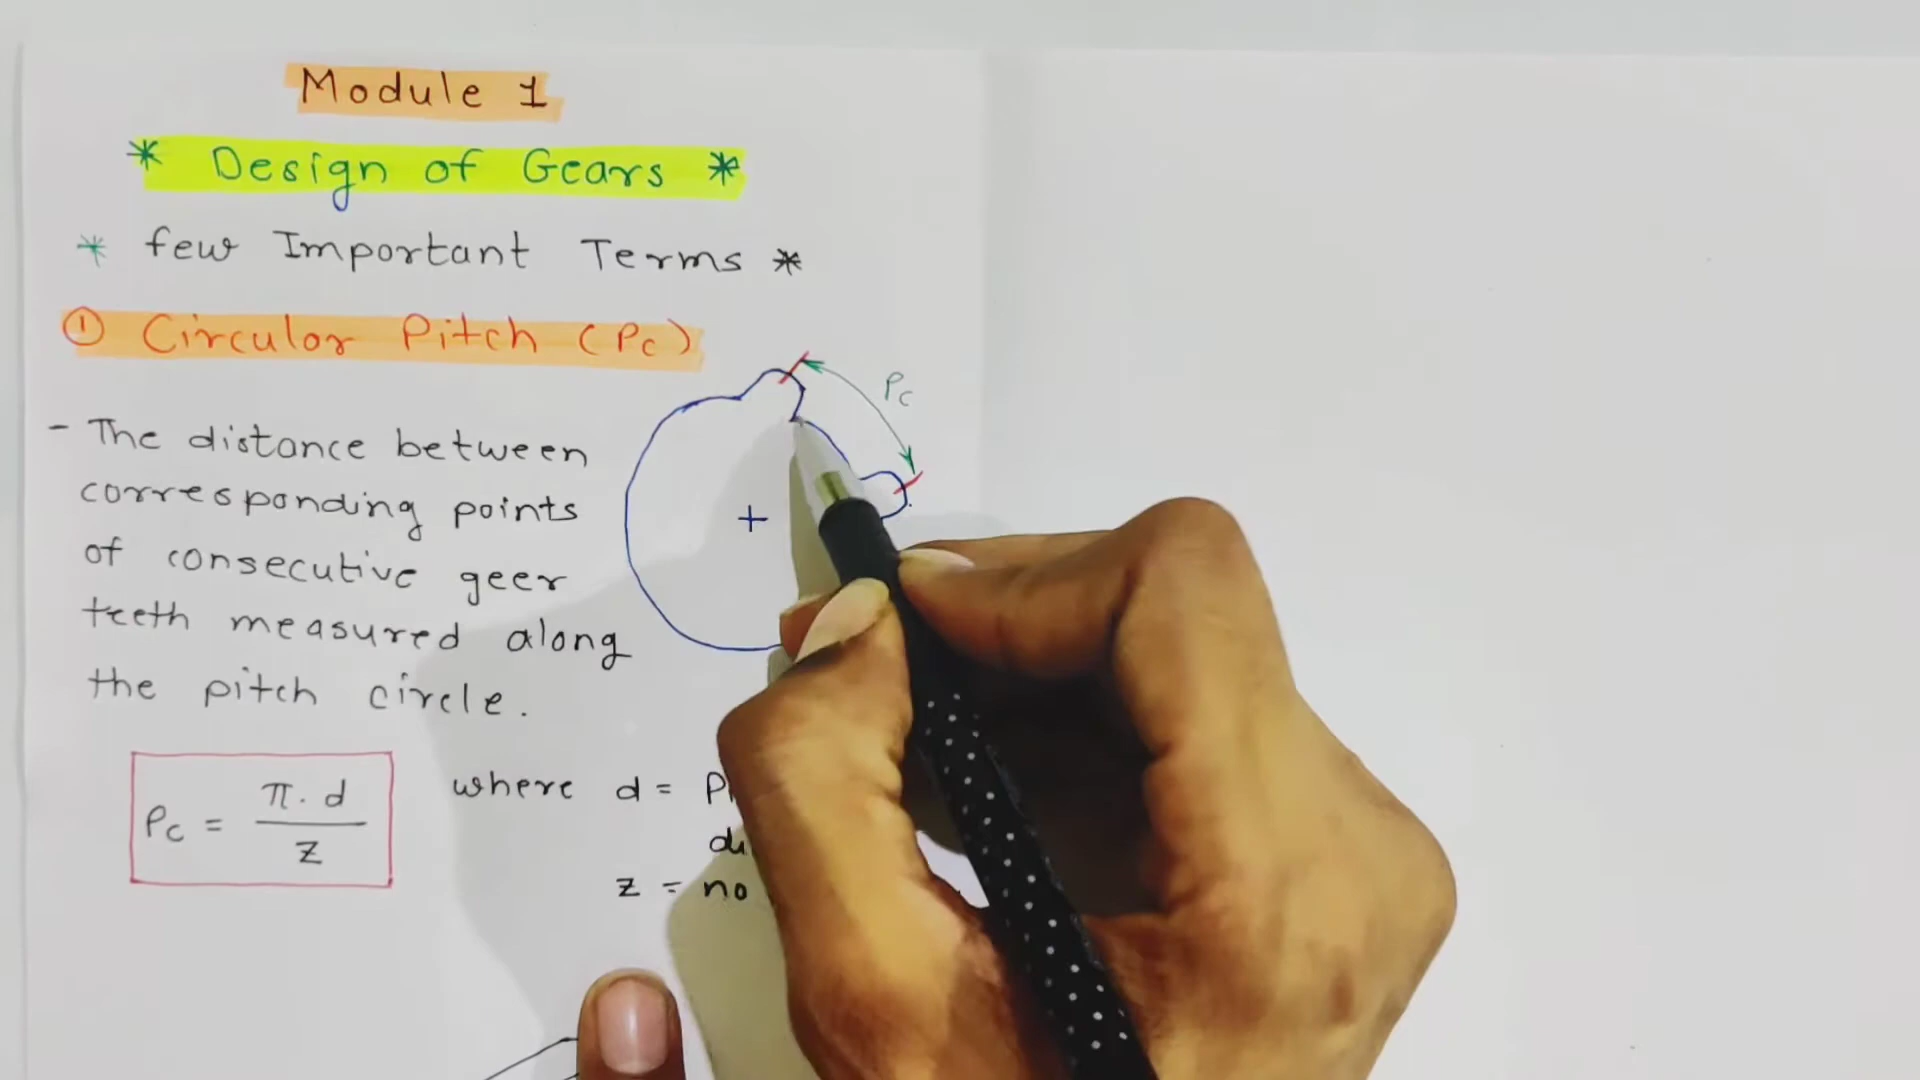 Module 1
* Design of Gears *
* few Important Terms *
① Circular Pitch (Pc)
Pc
- The distance between
corresponding points
of consecutive geer
teeth measured along
the pitch circle.
Pc = π . d / z
where d =
z = no